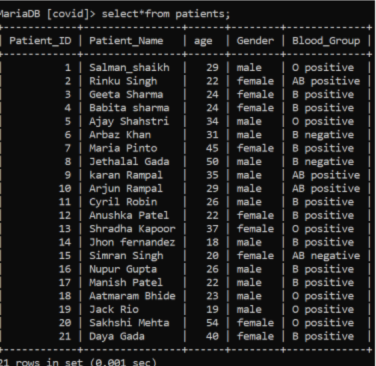 MariaDB [covid]> select*from patients;
| Patient_ID | Patient_Name | age | Gender | Blood_Group |
| 1 | Salman_shaikh | 29 | male | O positive |
| 2 | Rinku Singh | 22 | female | AB positive |
| 3 | Geeta Sharma | 24 | female | B positive |
| 4 | Babita sharma | 24 | female | B positive |
| 5 | Ajay Shahstri | 34 | male | O positive |
| 6 | Arbaz Khan | 31 | male | B negative |
| 7 | Maria Pinto | 45 | female | B positive |
| 8 | Jethalal Gada | 50 | male | B negative |
| 9 | karan Rampal | 35 | male | AB positive |
| 10 | Arjun Rampal | 29 | male | AB positive |
| 11 | Cyril Robin | 26 | male | B positive |
| 12 | Anushka Patel | 22 | female | B positive |
| 13 | Shradha Kapoor | 37 | female | O positive |
| 14 | Jhon fernandez | 18 | male | B positive |
| 15 | Simran Singh | 20 | female | AB negative |
| 16 | Nupur Gupta | 26 | male | B positive |
| 17 | Manish Patel | 22 | male | B positive |
| 18 | Aatmaram Bhide | 23 | male | O positive |
| 19 | Jack Rio | 19 | male | O positive |
| 20 | Sakhshi Mehta | 54 | female | O positive |
| 21 | Daya Gada | 40 | female | B positive |
21 rows in set (0.001 sec)